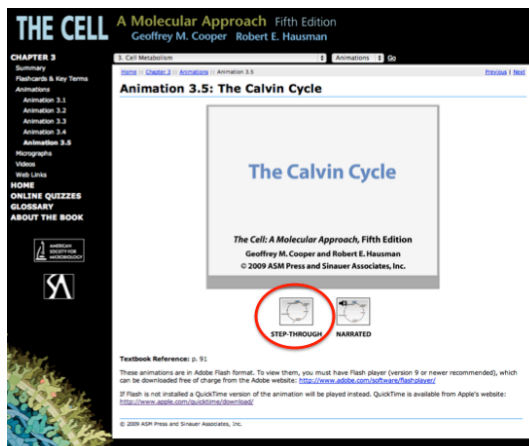 THE CELL
A Molecular Approach Fifth Edition
Geoffrey M. Cooper Robert E. Hausman
CHAPTER 3
Summary
Flashcards & Key Terms
Animations
Animation 3.1
Animation 3.2
Animation 3.3
Animation 3.4
Animation 3.5
Micrographs
Videos
Web Links
HOME
ONLINE QUIZZES
GLOSSARY
ABOUT THE BOOK
AMERICAN
SOCIETY FOR
MICROBIOLOGY
3. Cell Metabolism
Animations
Go
Home :: Chapter 3 :: Animations :: Animation 3.5
Previous | Next
Animation 3.5: The Calvin Cycle
The Calvin Cycle
The Cell: A Molecular Approach, Fifth Edition
Geoffrey M. Cooper and Robert E. Hausman
© 2009 ASM Press and Sinauer Associates, Inc.
STEP-THROUGH
NARRATED
Textbook Reference: p. 91
These animations are in Adobe Flash format. To view them, you must have Flash player (version 9 or newer recommended), which
can be downloaded free of charge from the Adobe website: http://www.adobe.com/software/flashplayer/
If Flash is not installed a QuickTime version of the animation will be played instead. QuickTime is available from Apple's website:
http://www.apple.com/quicktime/download/
© 2009 ASM Press and Sinauer Associates, Inc.